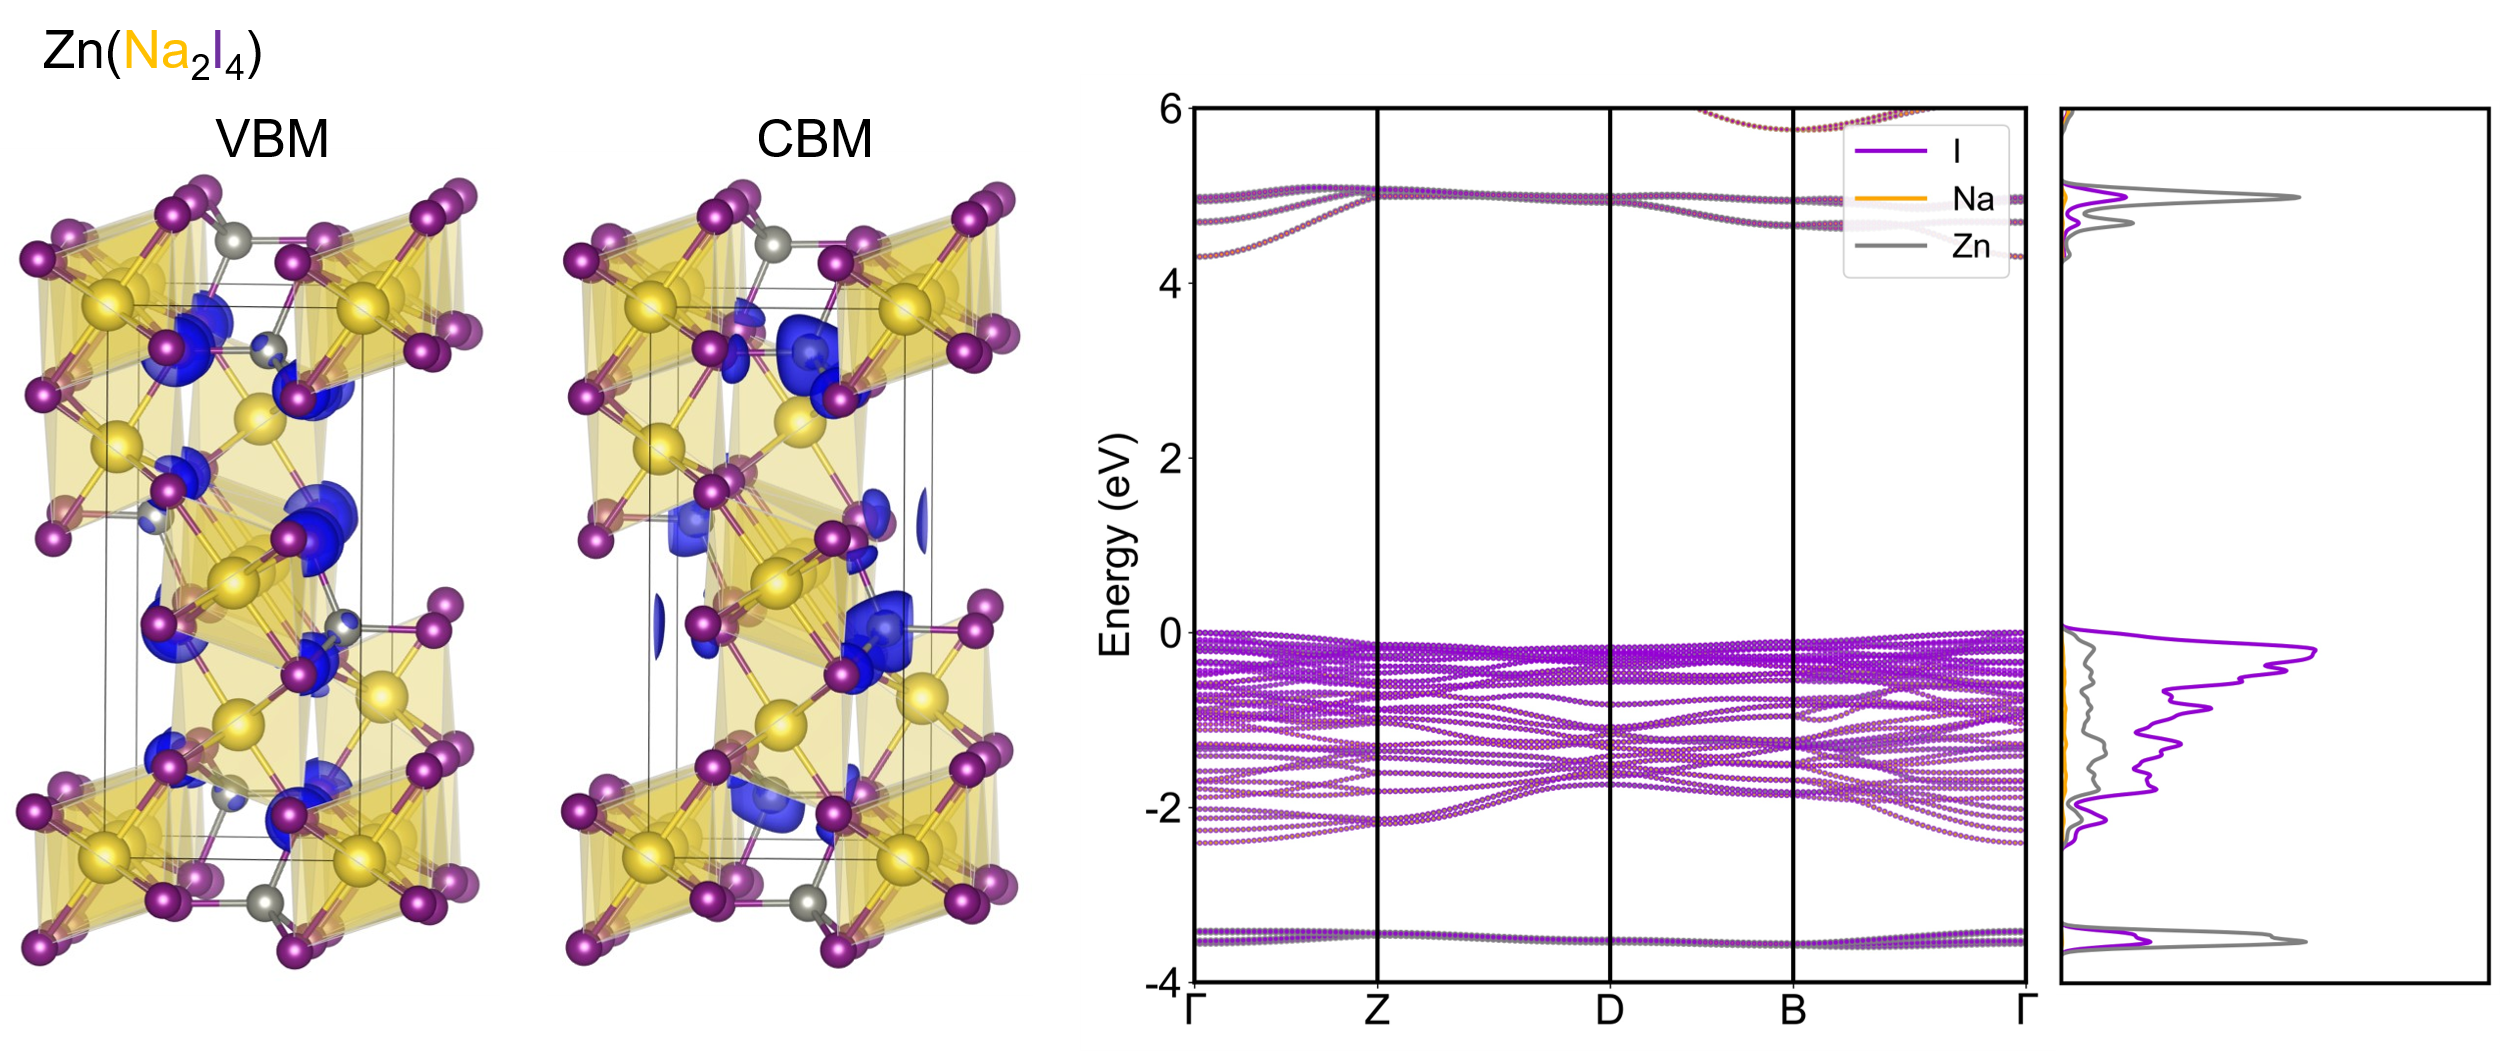 Zn(Na₂I₄)
VBM
CBM
Energy (eV)
6
4
2
0
-2
-4
Γ
Z
D
B
Γ
I
Na
Zn